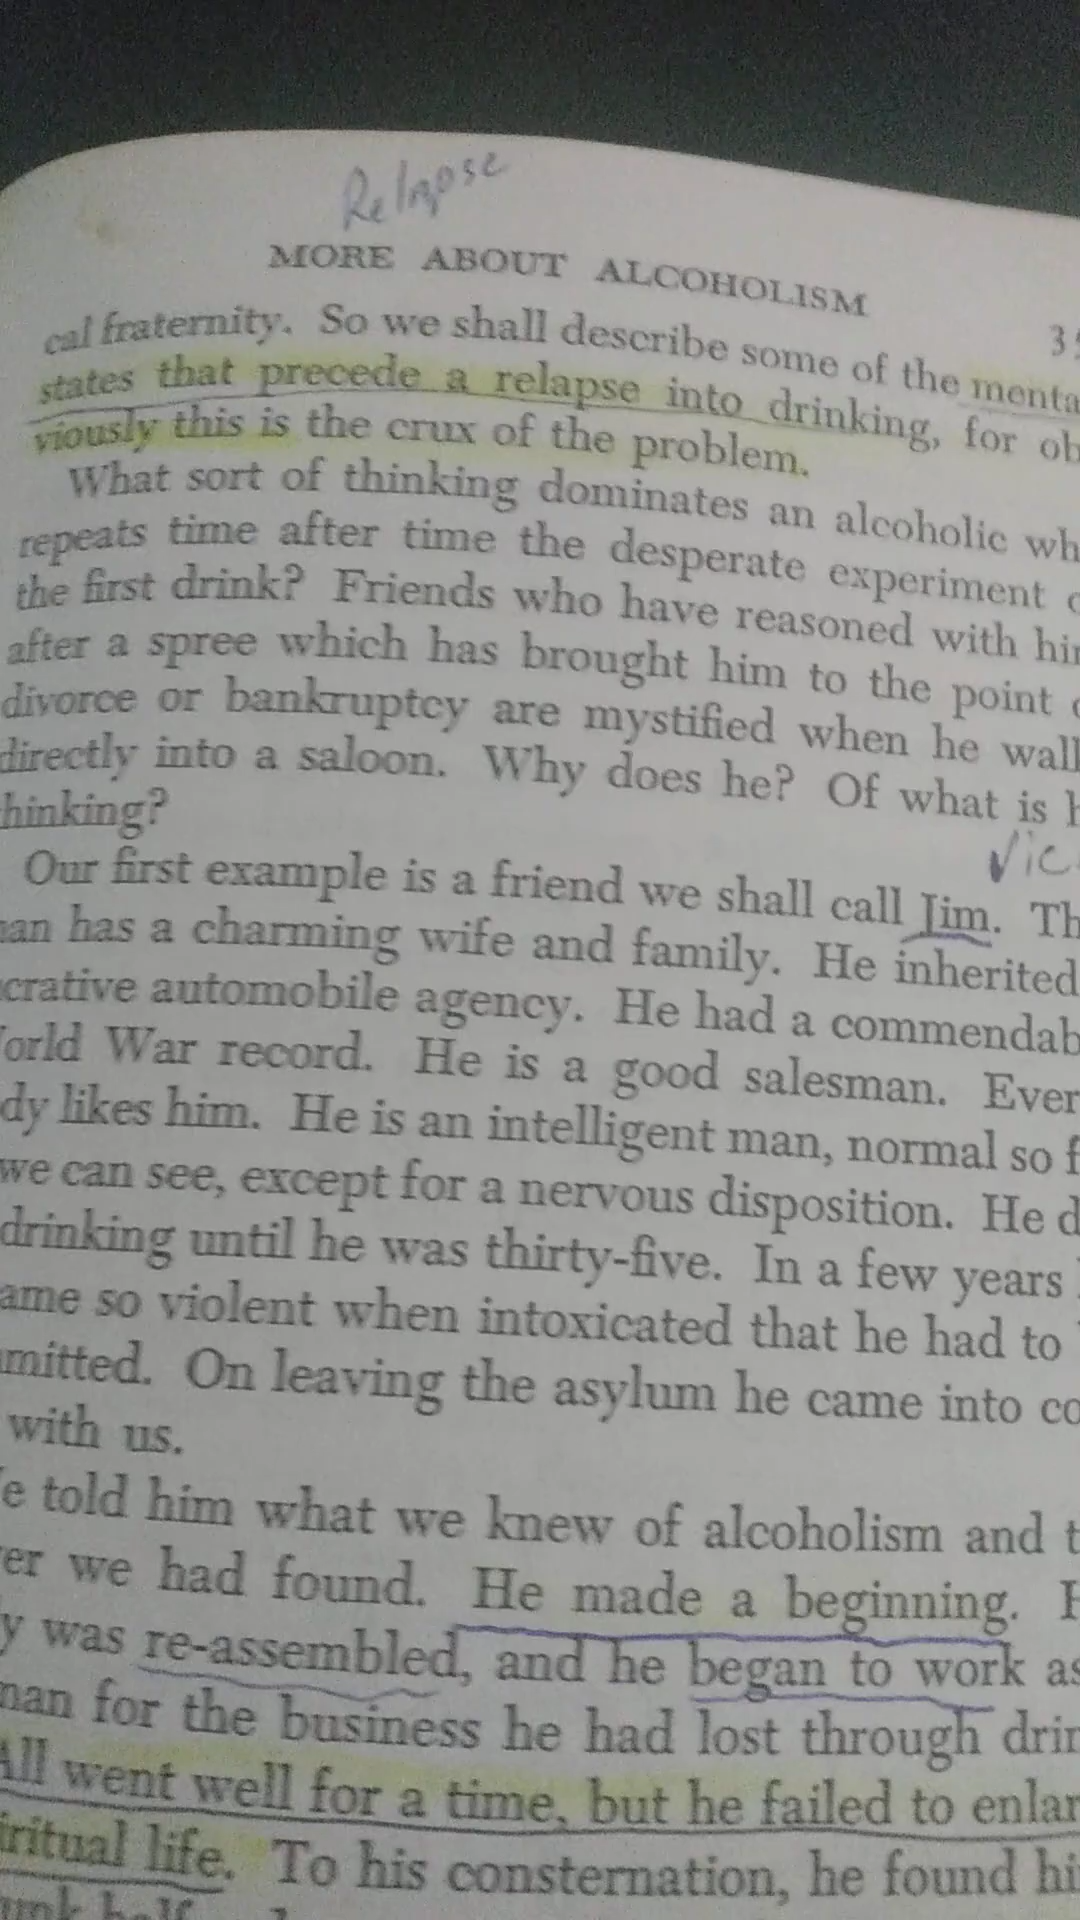 Relapse
MORE ABOUT ALCOHOLISM
cal fraternity. So we shall describe some of the menta
states that precede a relapse into drinking, for ob
viously this is the crux of the problem.
What sort of thinking dominates an alcoholic wh
repeats time after time the desperate experiment
the first drink? Friends who have reasoned with hi
after a spree which has brought him to the point
divorce or bankruptcy are mystified when he wal
directly into a saloon. Why does he? Of what is h
hinking?
Our first example is a friend we shall call Jim. Th
an has a charming wife and family. He inherited
crative automobile agency. He had a commendab
orld War record. He is a good salesman. Ever
dy likes him. He is an intelligent man, normal so f
we can see, except for a nervous disposition. He d
drinking until he was thirty-five. In a few years
ame so violent when intoxicated that he had to
mitted. On leaving the asylum he came into co
with us.
e told him what we knew of alcoholism and t
er we had found. He made a beginning. H
y was re-assembled, and he began to work as
man for the business he had lost through drin
All went well for a time, but he failed to enlar
iritual life. To his consternation, he found hi